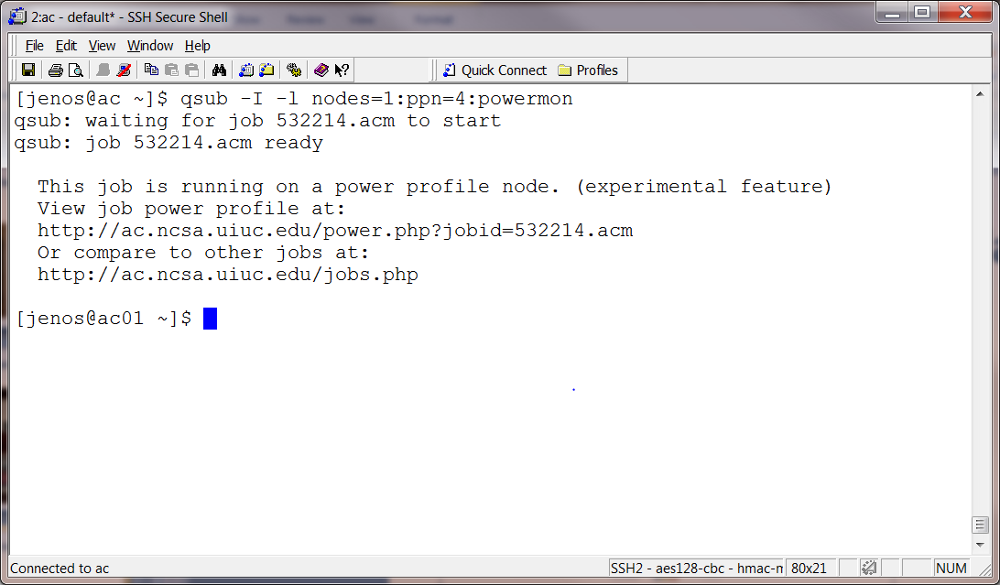 2:ac - default* - SSH Secure Shell
File Edit View Window Help
Quick Connect Profiles
[jenos@ac ~]$ qsub -I -l nodes=1:ppn=4:powermon
qsub: waiting for job 532214.acm to start
qsub: job 532214.acm ready
This job is running on a power profile node. (experimental feature)
View job power profile at:
http://ac.ncsa.uiuc.edu/power.php?jobid=532214.acm
Or compare to other jobs at:
http://ac.ncsa.uiuc.edu/jobs.php
[jenos@ac01 ~]$
Connected to ac SSH2 - aes128-cbc - hmac-n 80x21 NUM